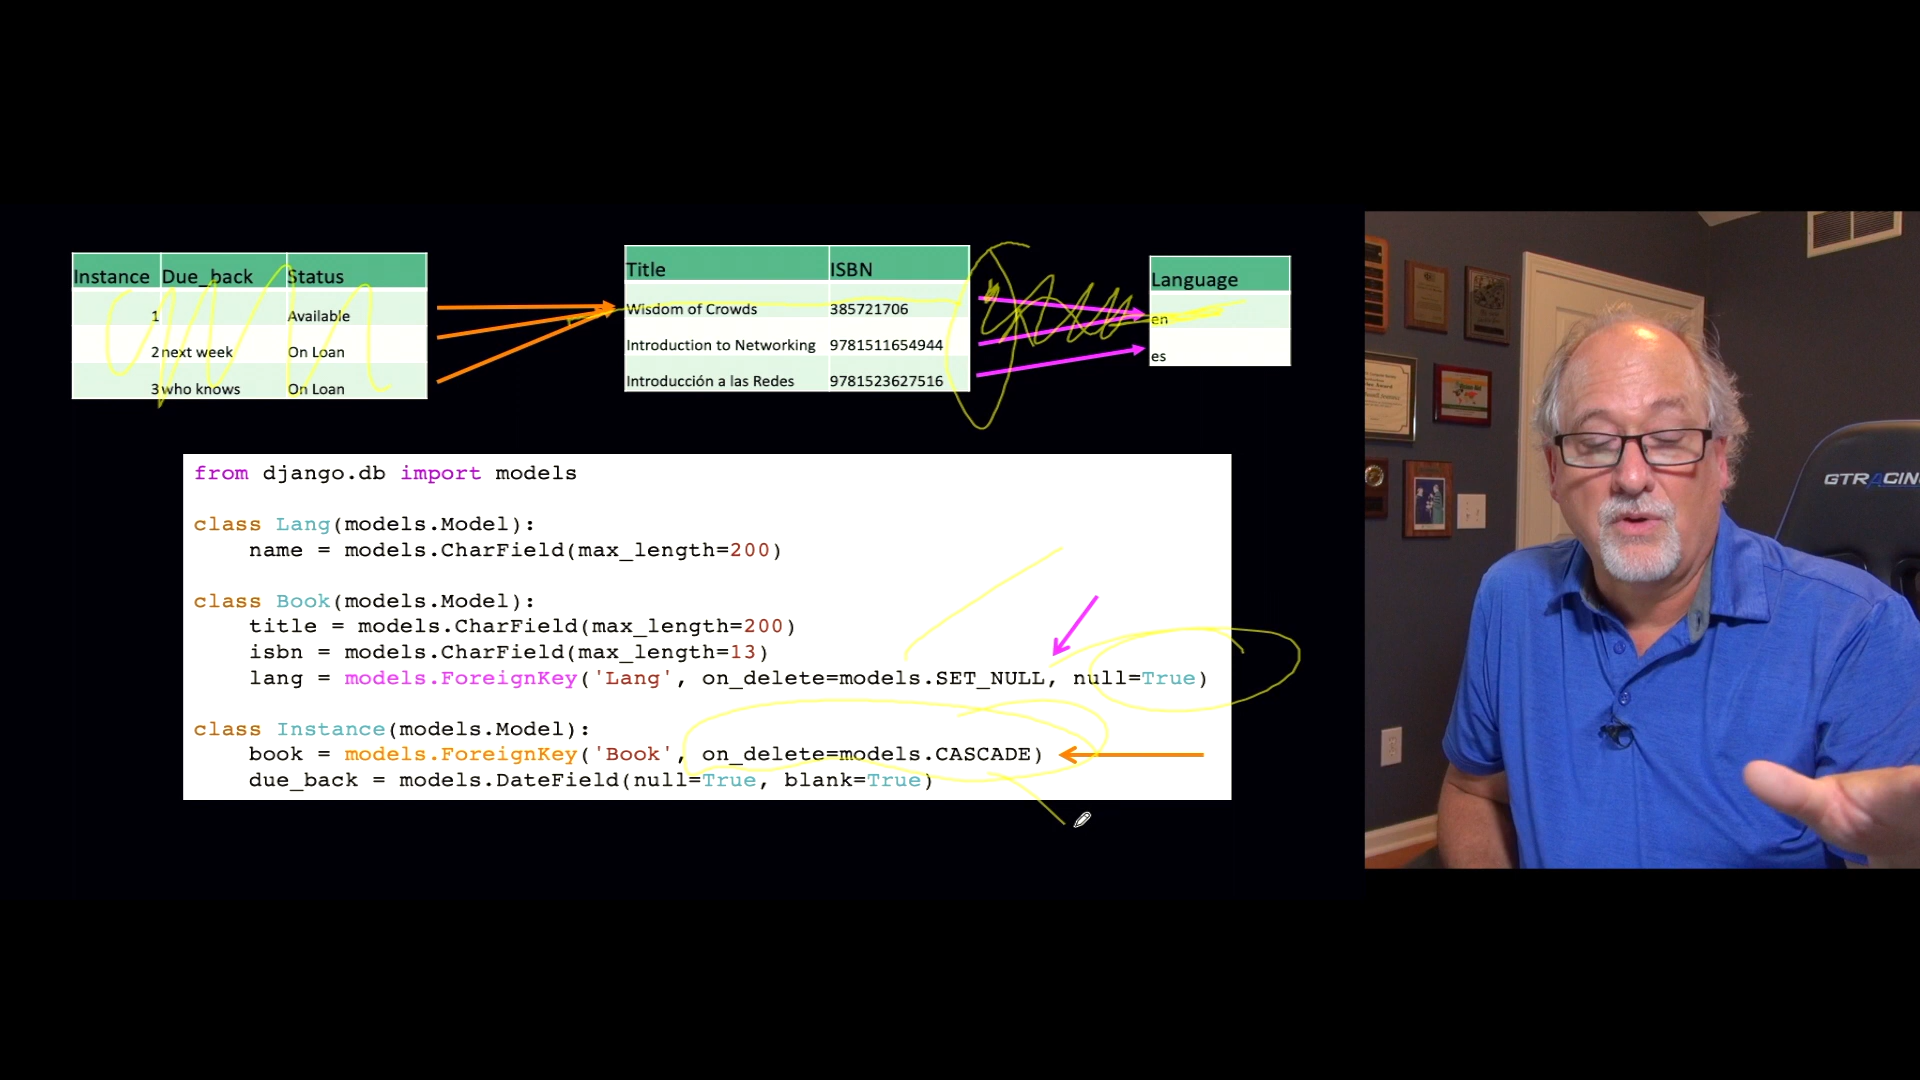 Instance Due_back Status
1 Available
2 next week On Loan
3 who knows On Loan
Title ISBN
Wisdom of Crowds 385721706
Introduction to Networking 9781511654944
Introducción a las Redes 9781523627516
Language
en
es
from django.db import models
class Lang(models.Model):
    name = models.CharField(max_length=200)
class Book(models.Model):
    title = models.CharField(max_length=200)
    isbn = models.CharField(max_length=13)
    lang = models.ForeignKey('Lang', on_delete=models.SET_NULL, null=True)
class Instance(models.Model):
    book = models.ForeignKey('Book', on_delete=models.CASCADE)
    due_back = models.DateField(null=True, blank=True)
GTRACING